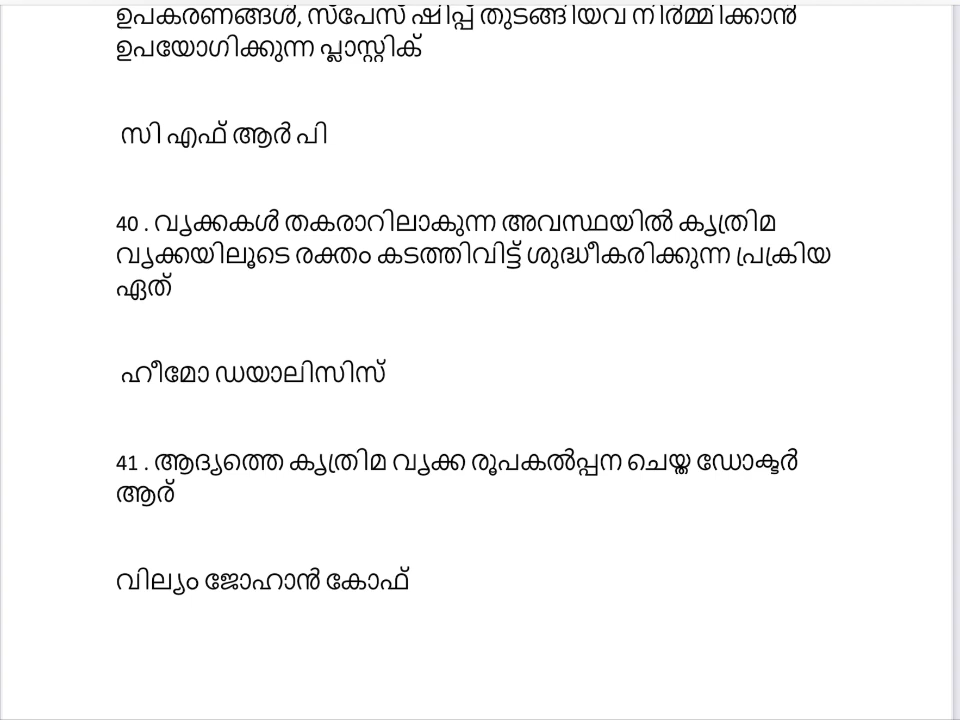 ഉപകരണങ്ങൾ, സ്പേസ് ഷിപ്പ് തുടങ്ങിയവ നിർമ്മിക്കാൻ
ഉപയോഗിക്കുന്ന പ്ലാസ്റ്റിക്
സി എഫ് ആർ പി
40 . വൃക്കകൾ തകരാറിലാകുന്ന അവസ്ഥയിൽ കൃത്രിമ
വൃക്കയിലൂടെ രക്തം കടത്തിവിട്ട് ശുദ്ധീകരിക്കുന്ന പ്രക്രിയ
ഏത്
ഹീമോ ഡയാലിസിസ്
41 . ആദ്യത്തെ കൃത്രിമ വൃക്ക രൂപകൽപ്പന ചെയ്ത ഡോക്ടർ
ആര്
വില്യം ജോഹാൻ കോഫ്